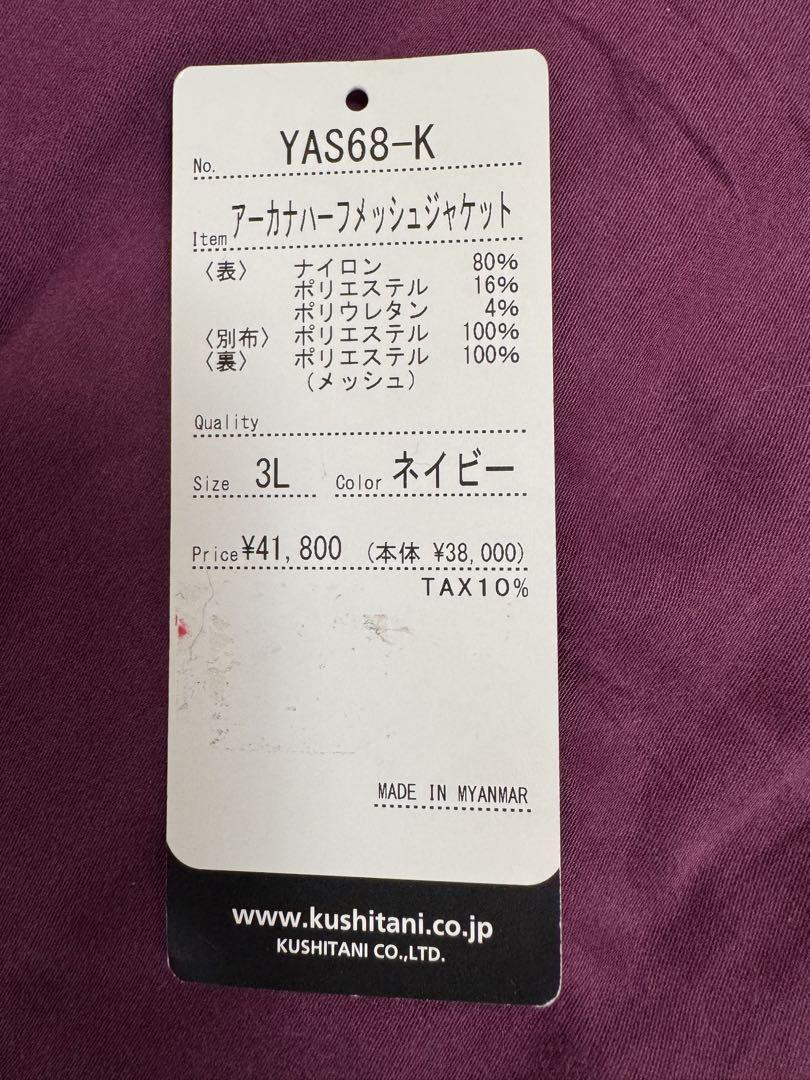 No. YAS68-K
Item アーカナハーフメッシュジャケット
〈表〉 ナイロン 80%
ポリエステル 16%
ポリウレタン 4%
〈別布〉 ポリエステル 100%
〈裏〉 ポリエステル 100%
(メッシュ)
Quality
Size 3L Color ネイビー
Price ¥41,800 (本体 ¥38,000)
TAX10%
MADE IN MYANMAR
www.kushitani.co.jp
KUSHITANI CO.,LTD.